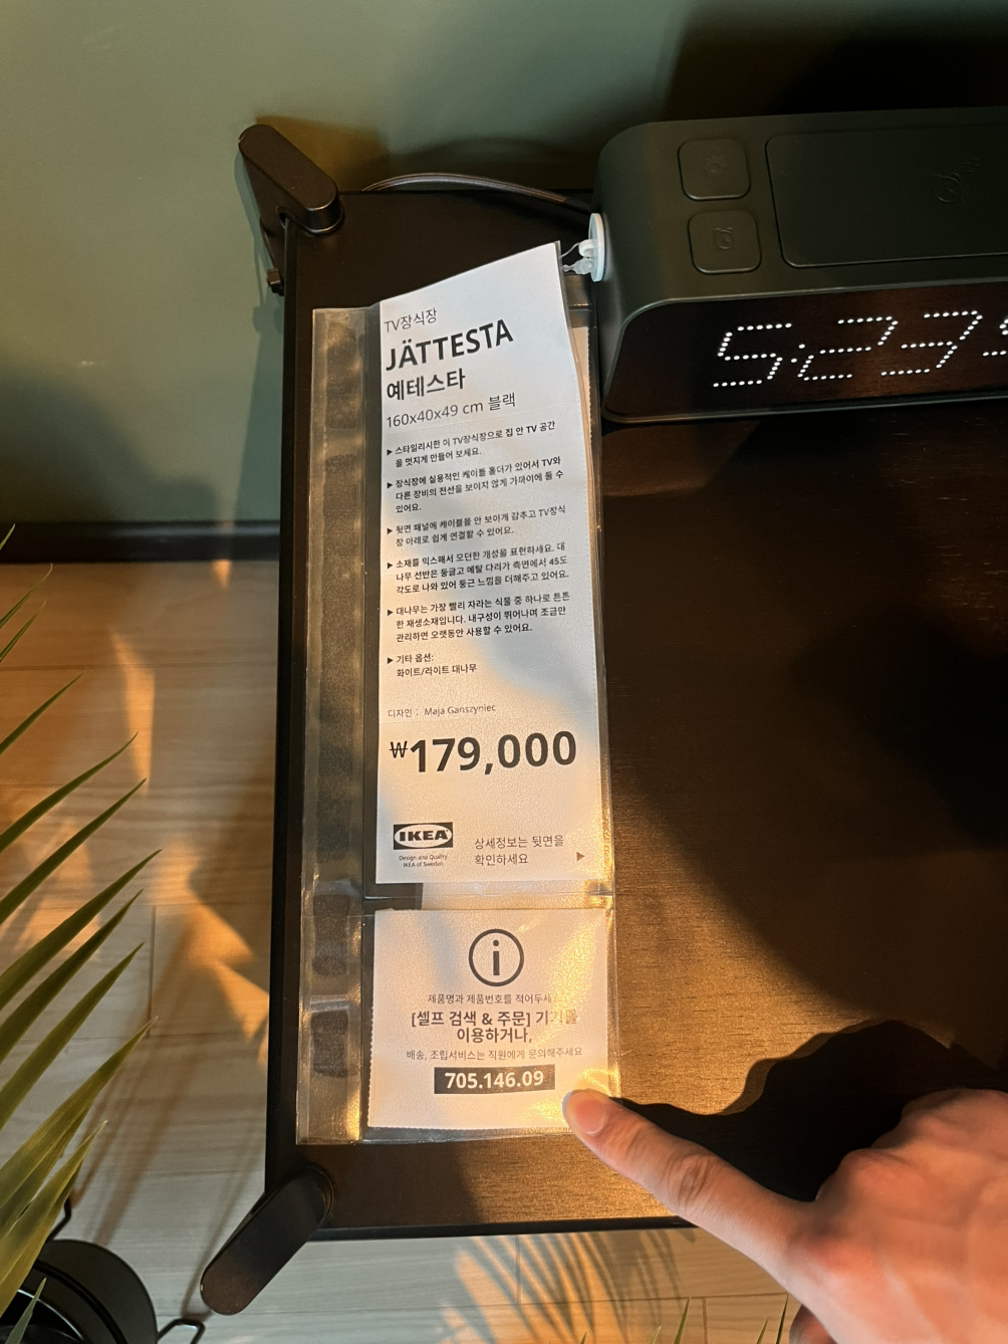 TV장식장
JÄTTESTA
예테스타
160x40x49 cm 블랙
▶ 스타일리시한 이 TV장식장으로 집 안 TV 공간
을 멋지게 만들어 보세요.
▶ 장식장에 실용적인 케이블 홀더가 있어서 TV와
다른 장비의 전선을 보이지 않게 가까이에 둘 수
있어요.
▶ 뒷면 패널에 케이블을 안 보이게 감추고 TV장식
장 아래로 쉽게 연결할 수 있어요.
▶ 소재를 믹스해서 모던한 개성을 표현하세요. 대
나무 선반은 둥글고 메탈 다리가 측면에서 45도
각도로 나와 있어 둥근 느낌을 더해주고 있어요.
▶ 대나무는 가장 빨리 자라는 식물 중 하나로 튼튼
한 재생소재입니다. 내구성이 뛰어나며 조금만
관리하면 오랫동안 사용할 수 있어요.
▶ 기타 옵션:
화이트/라이트 대나무
디자인 : Maja Ganszyniec
₩179,000
IKEA
Design and Quality
IKEA of Sweden
상세정보는 뒷면을
확인하세요 ▶
i
제품명과 제품번호를 적어두세
[셀프 검색 & 주문] 기기를
이용하거나,
배송, 조립서비스는 직원에게 문의해주세요
705.146.09
5:23